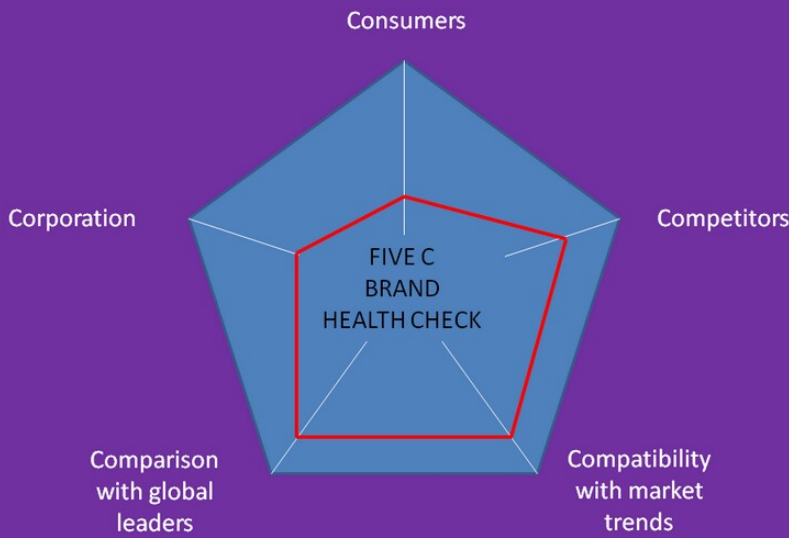 Consumers
Corporation
Competitors
FIVE C
BRAND
HEALTH CHECK
Comparison
with global
leaders
Compatibility
with market
trends